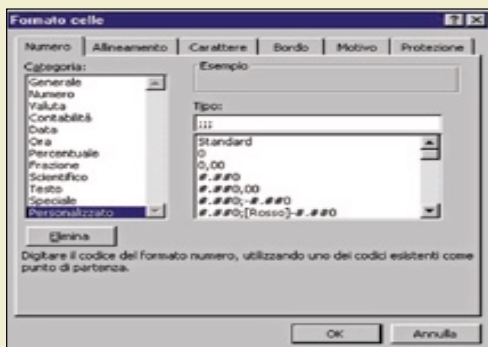 Formato celle
Numero Allineamento Carattere Bordo Motivo Protezione
Categoria:
Generale
Numero
Valuta
Contabilità
Data
Ora
Percentuale
Frazione
Scientifico
Testo
Speciale
Personalizzato
Esempio
Tipo:
;;;
Standard
0
0,00
#.##0
#.##0,00
#.##0;-#.##0
#.##0;[Rosso]-#.##0
Elimina
Digitare il codice del formato numero, utilizzando uno dei codici esistenti come
punto di partenza.
OK Annulla